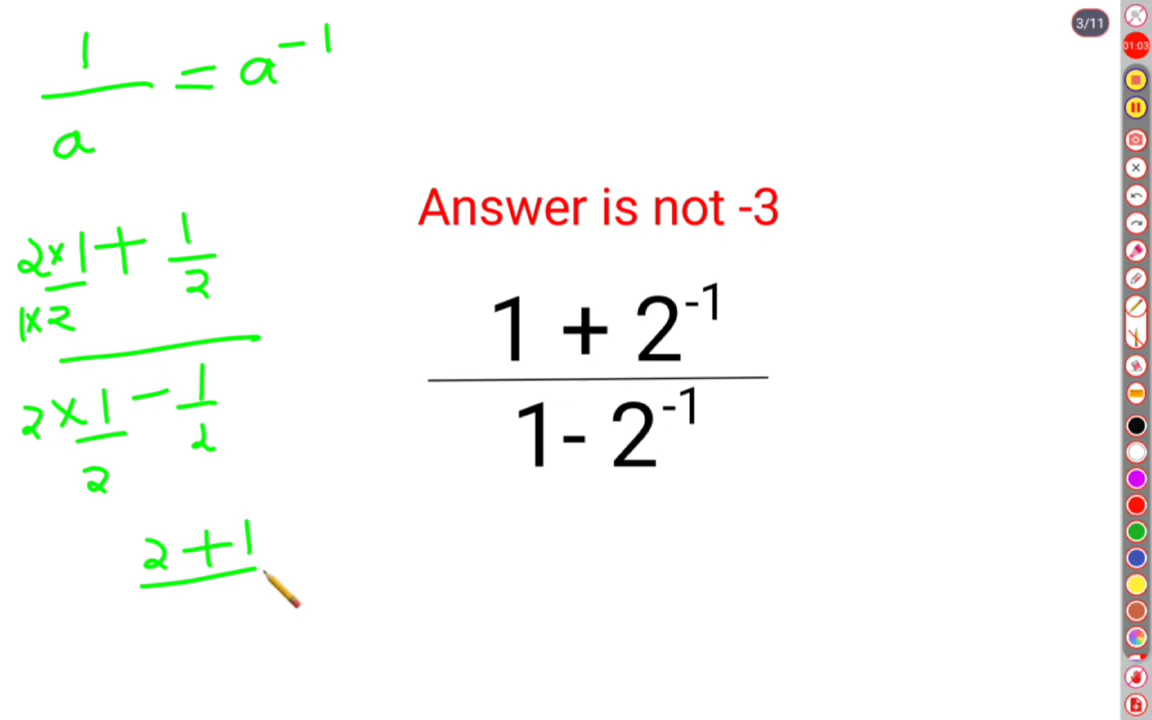 1/a = a⁻¹
2×1/1×2 + 1/2
2×1/2 - 1/2
2+1
Answer is not -3
1 + 2⁻¹
1- 2⁻¹
3/11
01:03